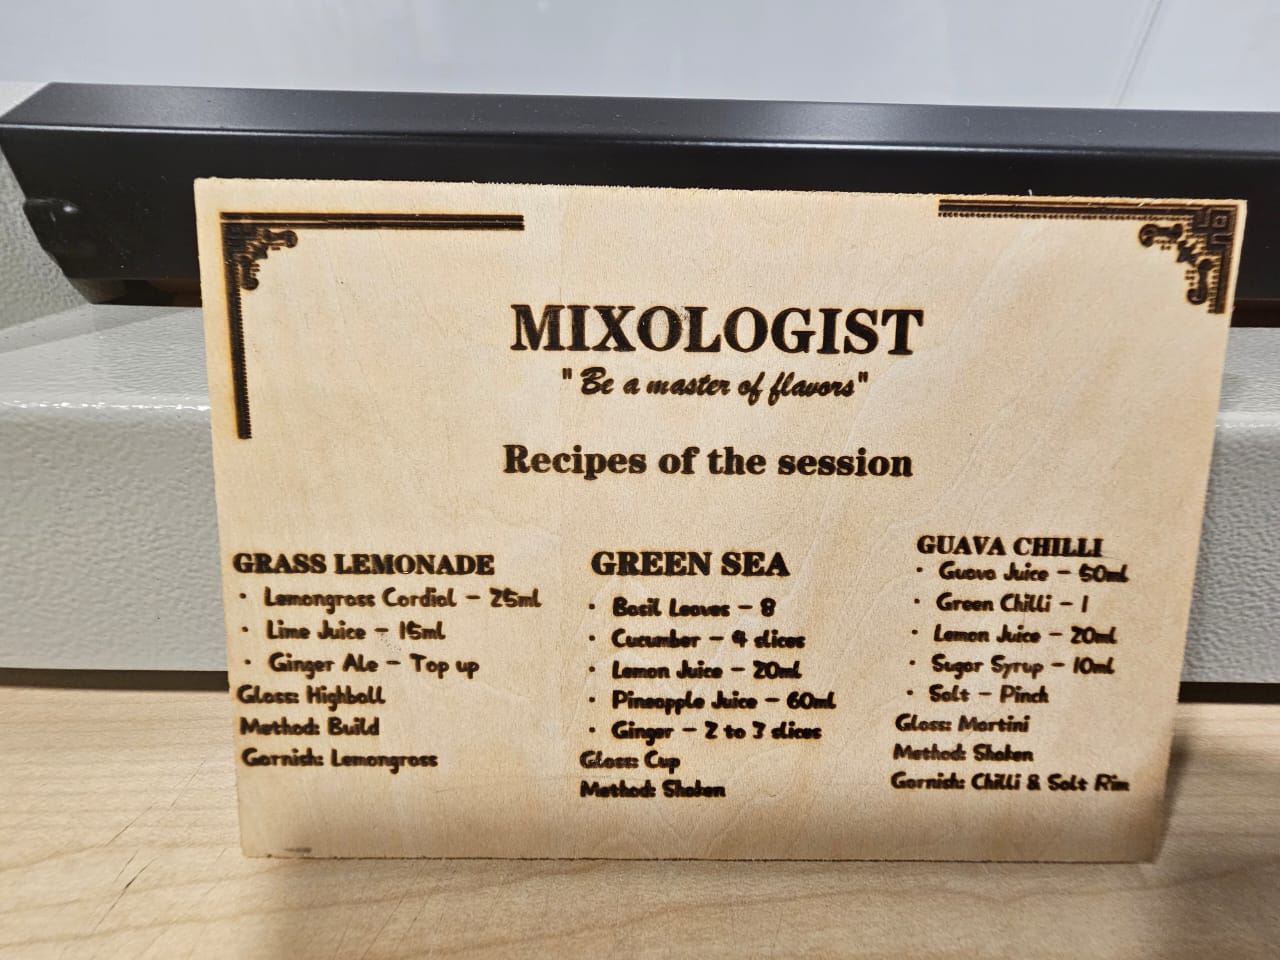 MIXOLOGIST
"Be a master of flavors"
Recipes of the session
GRASS LEMONADE
• Lemongrass Cordial - 25ml
• Lime Juice - 15ml
• Ginger Ale - Top up
Glass: Highball
Method: Build
Garnish: Lemongrass
GREEN SEA
• Basil Leaves - 8
• Cucumber - 4 slices
• Lemon Juice - 20ml
• Pineapple Juice - 60ml
• Ginger - 2 to 3 slices
Glass: Cup
Method: Shaken
GUAVA CHILLI
• Guava Juice - 50ml
• Green Chilli - 1
• Lemon Juice - 20ml
• Sugar Syrup - 10ml
• Salt - Pinch
Glass: Martini
Method: Shaken
Garnish: Chilli & Salt Rim